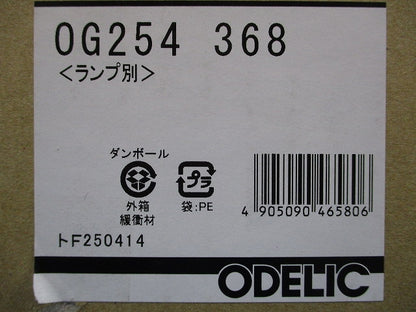 OG254 368
<ランプ別>
ダンボール
外箱
緩衝材
プラ
袋:PE
4 905090 465806
トF250414
ODELIC